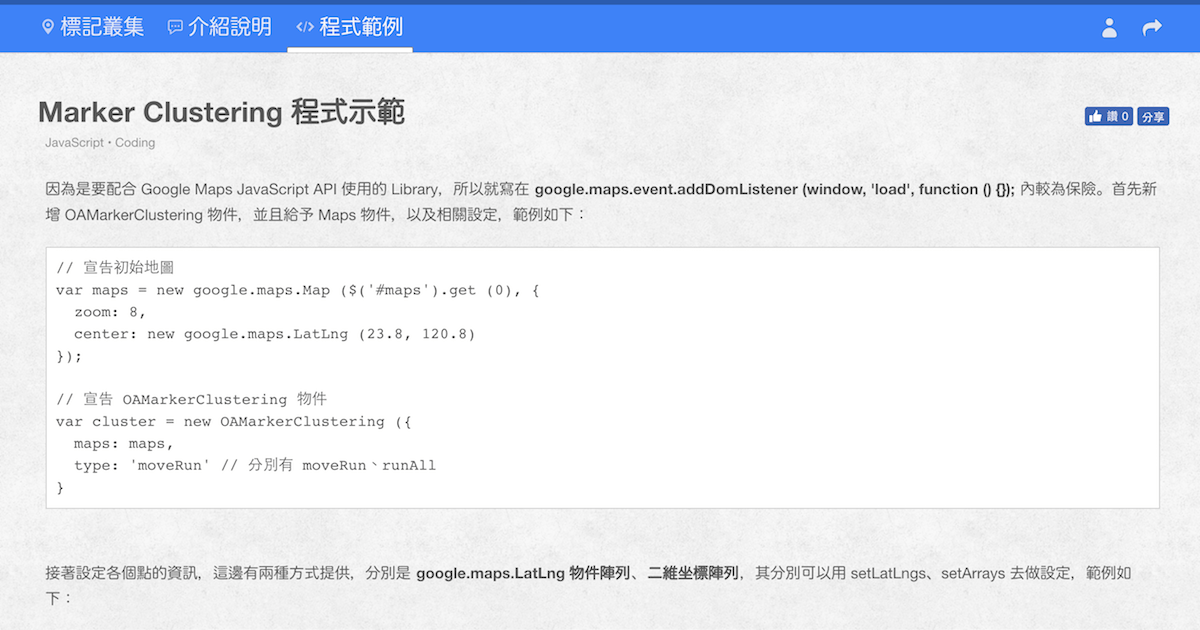 標記叢集 介紹說明 </> 程式範例
Marker Clustering 程式示範
讚 0 分享
JavaScript • Coding
因為是要配合 Google Maps JavaScript API 使用的 Library，所以就寫在 google.maps.event.addDomListener (window, 'load', function () {}); 內較為保險。首先新
增 OAMarkerClustering 物件，並且給予 Maps 物件，以及相關設定，範例如下：
// 宣告初始地圖
var maps = new google.maps.Map ($('#maps').get (0), {
  zoom: 8,
  center: new google.maps.LatLng (23.8, 120.8)
});
// 宣告 OAMarkerClustering 物件
var cluster = new OAMarkerClustering ({
  maps: maps,
  type: 'moveRun' // 分別有 moveRun、runAll
}
接著設定各個點的資訊，這邊有兩種方式提供，分別是 google.maps.LatLng 物件陣列、二維坐標陣列，其分別可以用 setLatLngs、setArrays 去做設定，範例如
下：